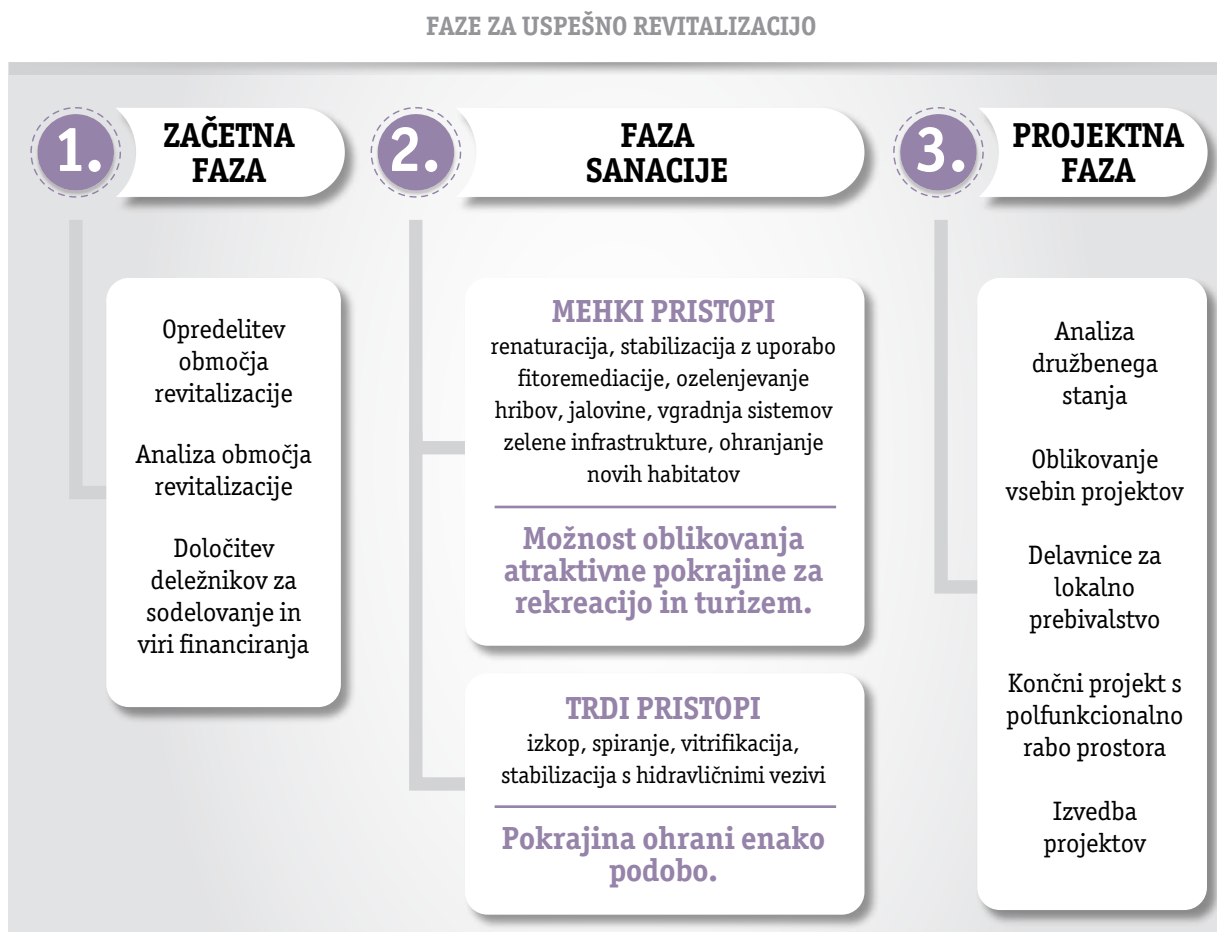 FAZE ZA USPEŠNO REVITALIZACIJO
1.
ZAČETNA
FAZA
Opredelitev
območja
revitalizacije
Analiza območja
revitalizacije
Določitev
deležnikov za
sodelovanje in
viri financiranja
2.
FAZA
SANACIJE
MEHKI PRISTOPI
renaturacija, stabilizacija z uporabo
fitoremediacije, ozelenjevanje
hribov, jalovine, vgradnja sistemov
zelene infrastrukture, ohranjanje
novih habitatov
Možnost oblikovanja
atraktivne pokrajine za
rekreacijo in turizem.
TRDI PRISTOPI
izkop, spiranje, vitrifikacija,
stabilizacija s hidravličnimi vezivi
Pokrajina ohrani enako
podobo.
3.
PROJEKTNA
FAZA
Analiza
družbenega
stanja
Oblikovanje
vsebin projektov
Delavnice za
lokalno
prebivalstvo
Končni projekt s
polfunkcionalno
rabo prostora
Izvedba
projektov